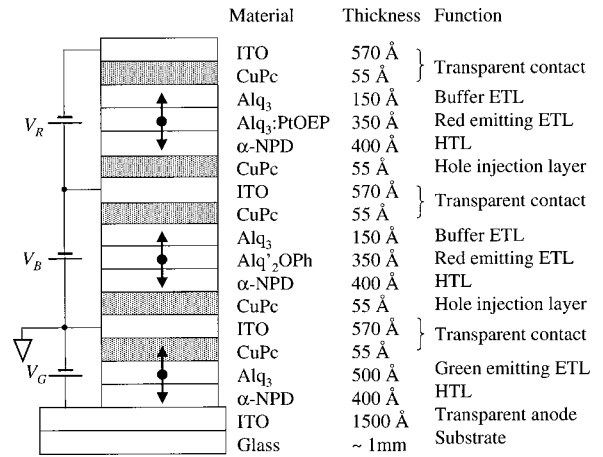 Material Thickness Function
ITO 570 Å
CuPc 55 Å Transparent contact
Alq3 150 Å Buffer ETL
Alq3:PtOEP 350 Å Red emitting ETL
α-NPD 400 Å HTL
CuPc 55 Å Hole injection layer
ITO 570 Å
CuPc 55 Å Transparent contact
Alq3 150 Å Buffer ETL
Alq'2OPh 350 Å Red emitting ETL
α-NPD 400 Å HTL
CuPc 55 Å Hole injection layer
ITO 570 Å
CuPc 55 Å Transparent contact
Alq3 500 Å Green emitting ETL
α-NPD 400 Å HTL
ITO 1500 Å Transparent anode
Glass ~ 1mm Substrate
VR
VB
VG